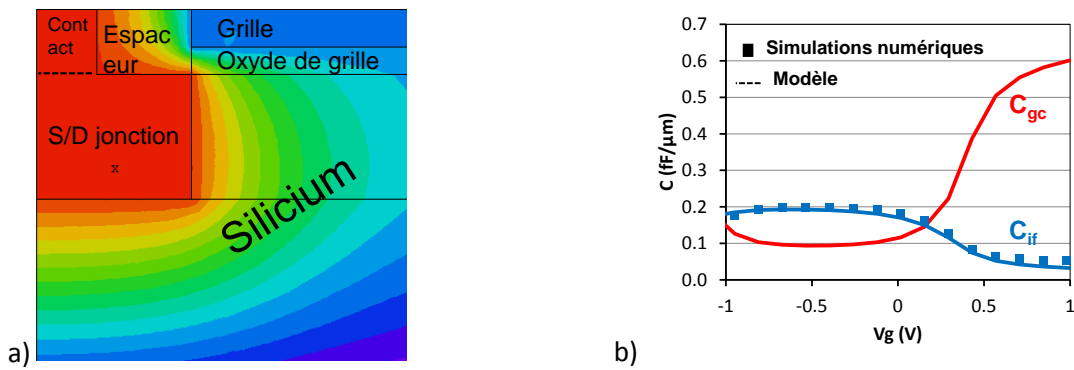 Cont
act
Espac
eur
Grille
Oxyde de grille
S/D jonction
x
Silicium
a)
C (fF/µm)
0.7
0.6
0.5
0.4
0.3
0.2
0.1
0.0
Simulations numériques
Modèle
Cgc
Cif
-1
-0.5
0
0.5
1
Vg (V)
b)